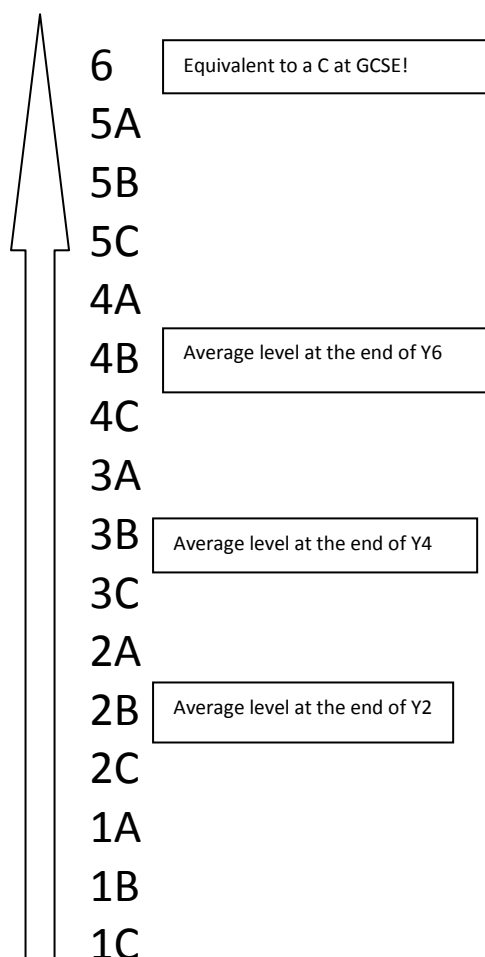 6 Equivalent to a C at GCSE!
5A
5B
5C
4A
4B Average level at the end of Y6
4C
3A
3B Average level at the end of Y4
3C
2A
2B Average level at the end of Y2
2C
1A
1B
1C